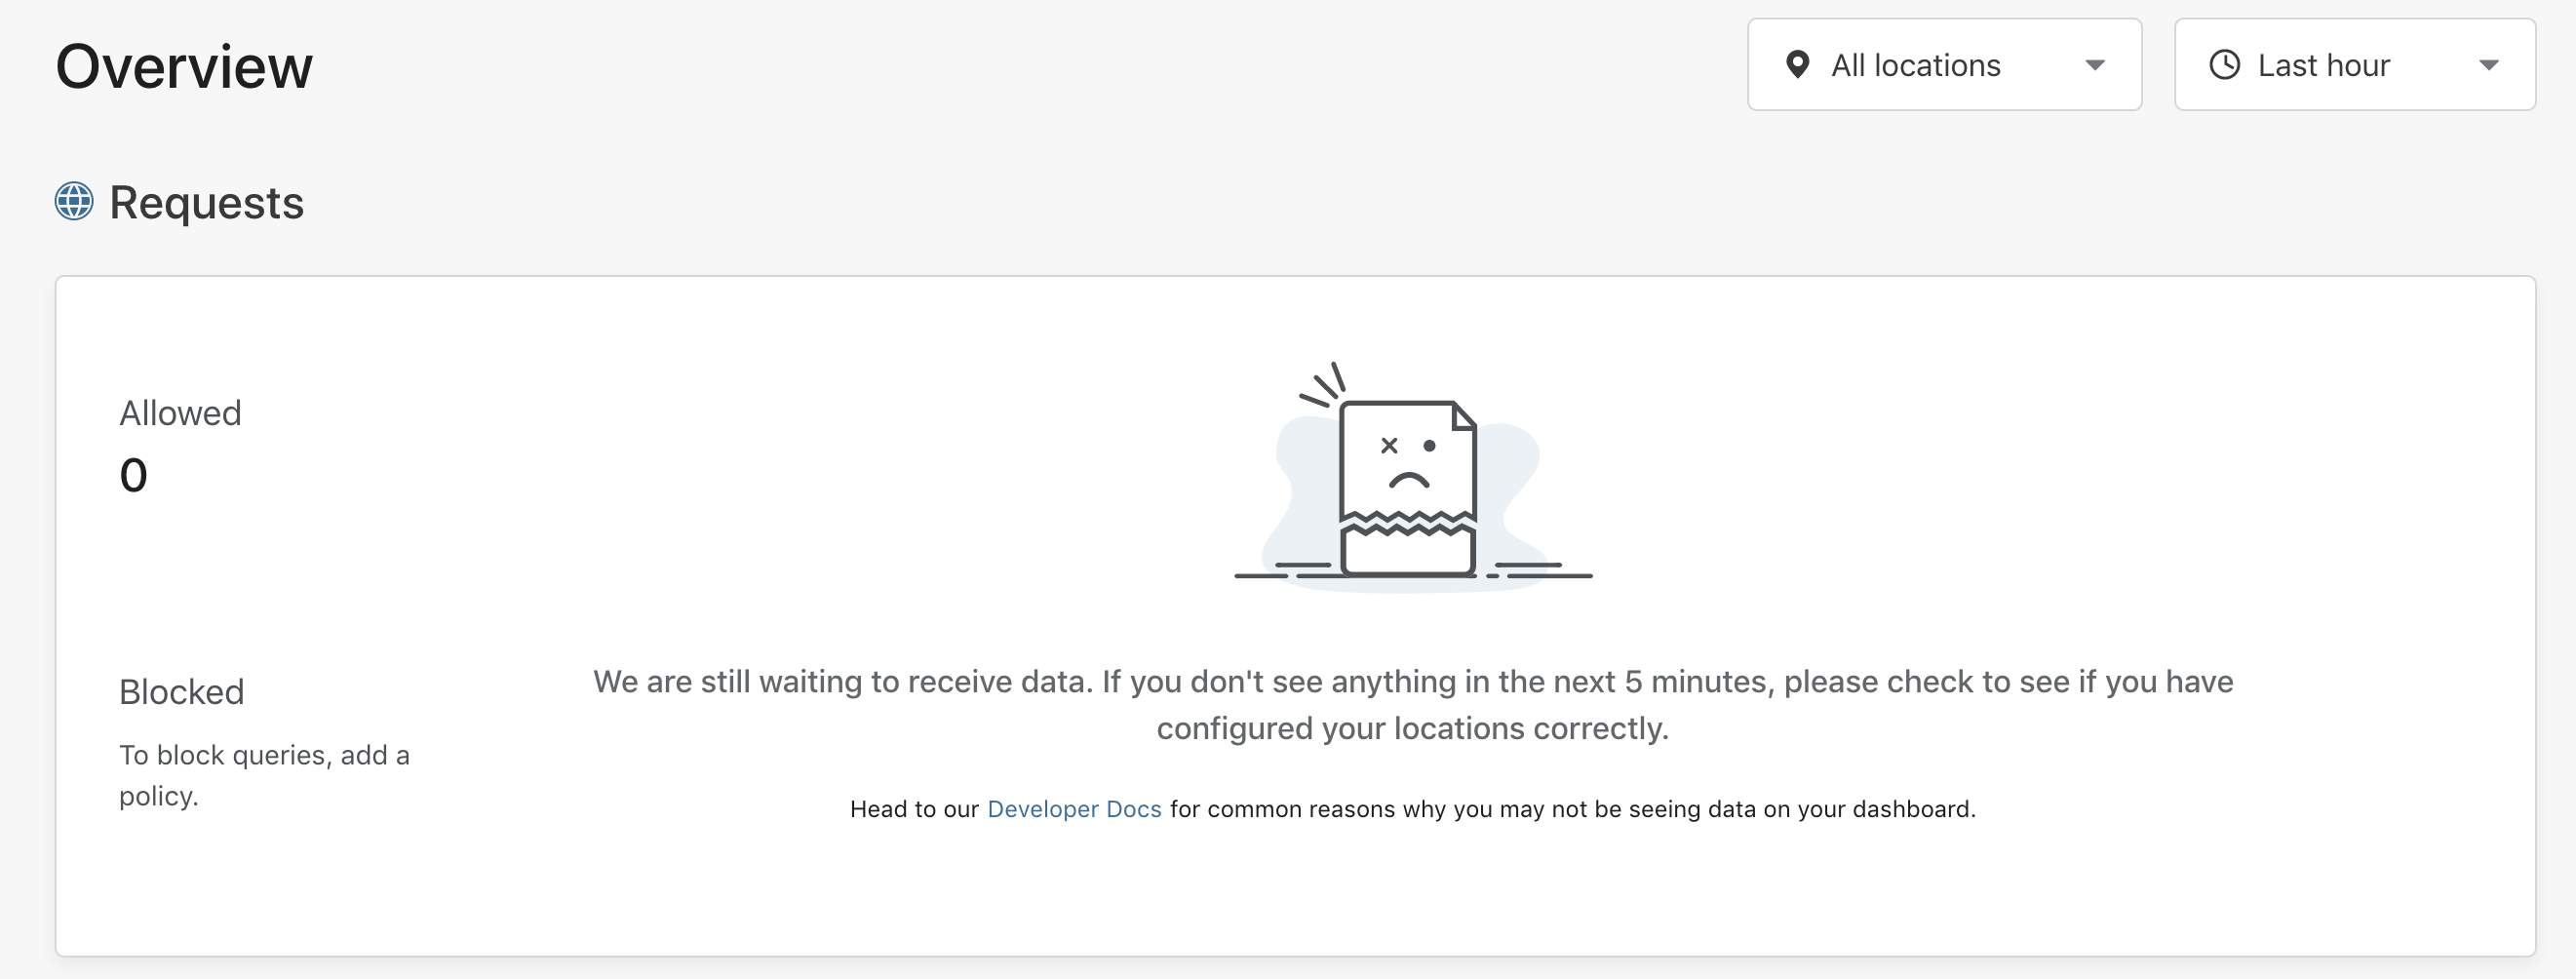 Overview
All locations
Last hour
Requests
Allowed
0
Blocked
To block queries, add a
policy.
We are still waiting to receive data. If you don't see anything in the next 5 minutes, please check to see if you have
configured your locations correctly.
Head to our Developer Docs for common reasons why you may not be seeing data on your dashboard.